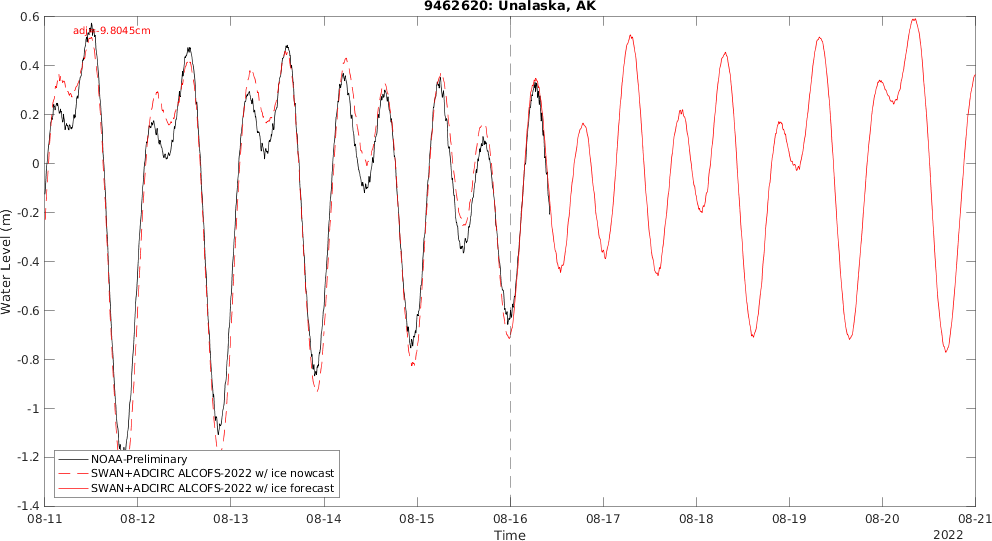 9462620: Unalaska, AK
0.6
adj:-9.8045cm
0.4
0.2
0
-0.2
-0.4
-0.6
-0.8
-1
-1.2
-1.4
Water Level (m)
NOAA-Preliminary
SWAN+ADCIRC ALCOFS-2022 w/ ice nowcast
SWAN+ADCIRC ALCOFS-2022 w/ ice forecast
08-11 08-12 08-13 08-14 08-15 08-16 08-17 08-18 08-19 08-20 08-21
Time
2022